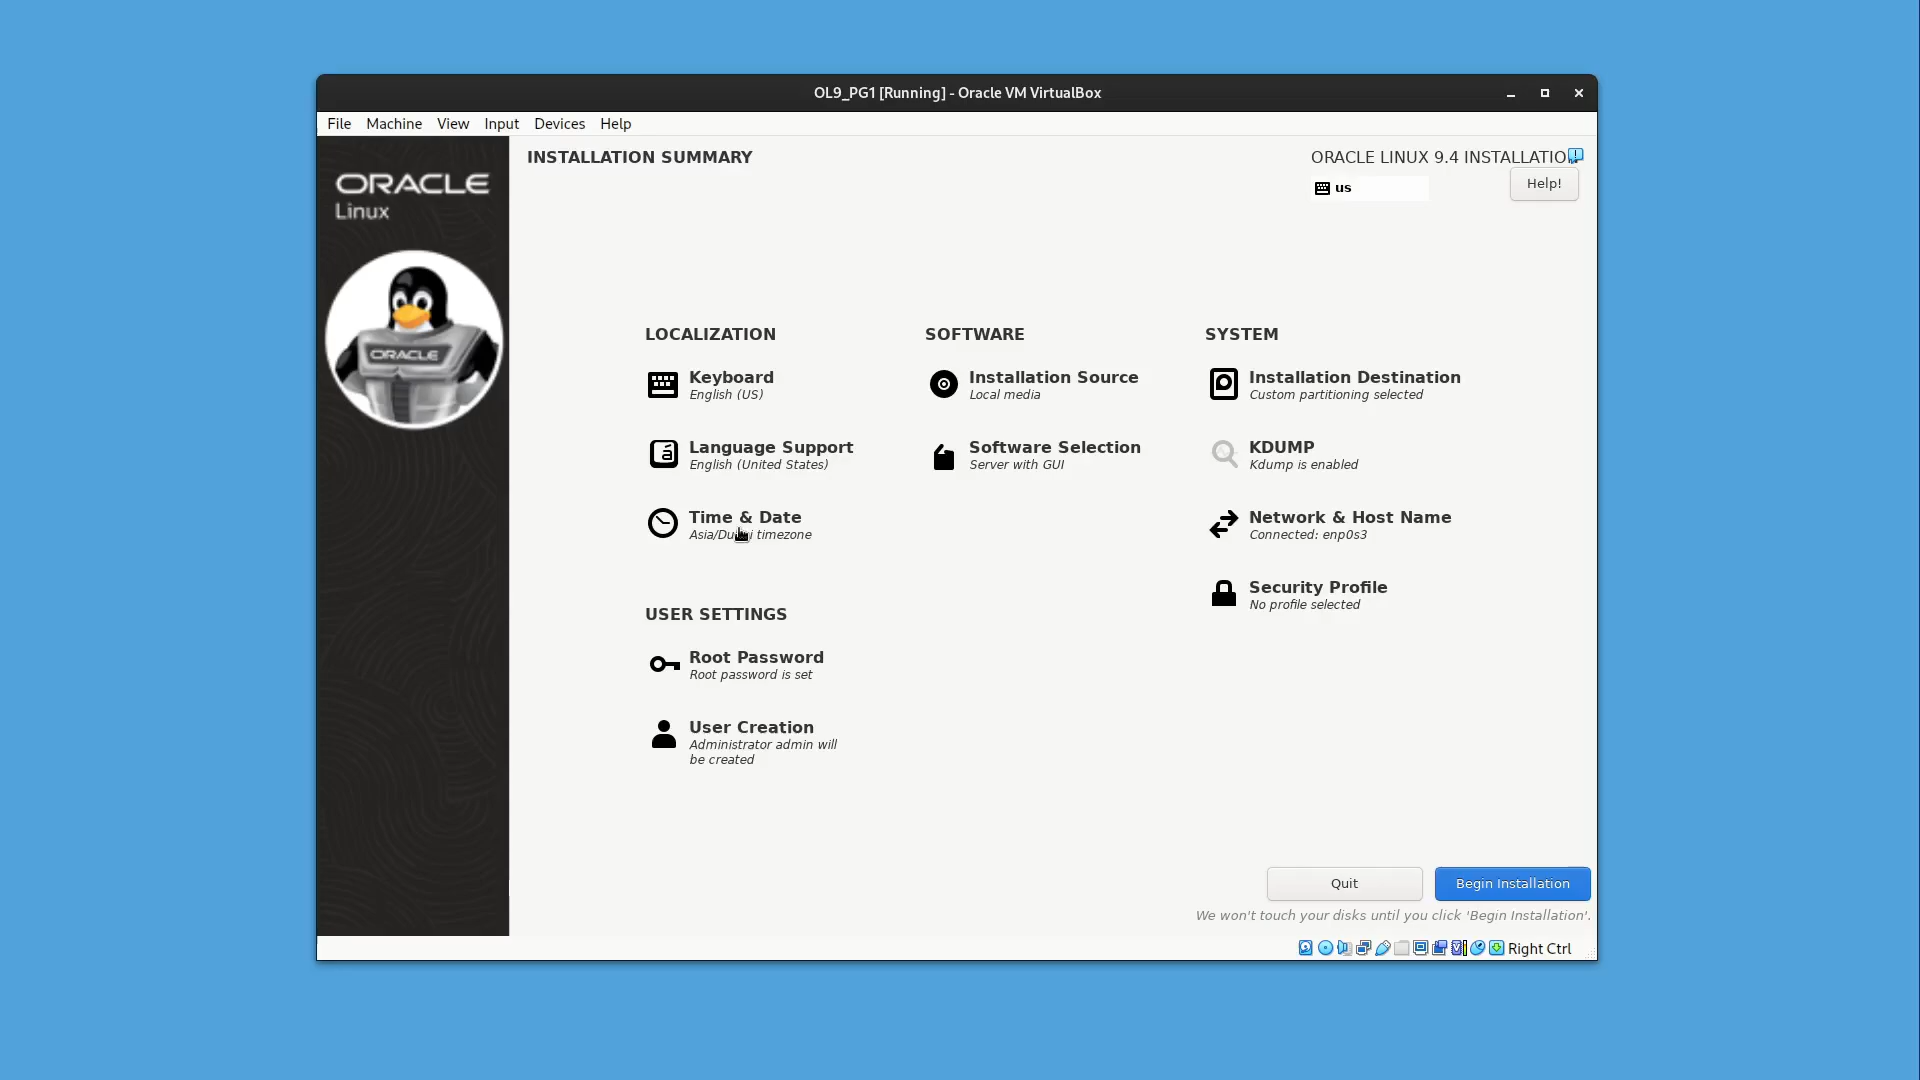 OL9_PG1 [Running] - Oracle VM VirtualBox
File Machine View Input Devices Help
ORACLE
Linux
ORACLE
INSTALLATION SUMMARY
ORACLE LINUX 9.4 INSTALLATIO
us
Help!
LOCALIZATION
Keyboard
English (US)
Language Support
English (United States)
Time & Date
Asia/Du i timezone
SOFTWARE
Installation Source
Local media
Software Selection
Server with GUI
SYSTEM
Installation Destination
Custom partitioning selected
KDUMP
Kdump is enabled
Network & Host Name
Connected: enp0s3
Security Profile
No profile selected
USER SETTINGS
Root Password
Root password is set
User Creation
Administrator admin will
be created
Quit
Begin Installation
We won't touch your disks until you click 'Begin Installation'.
Right Ctrl